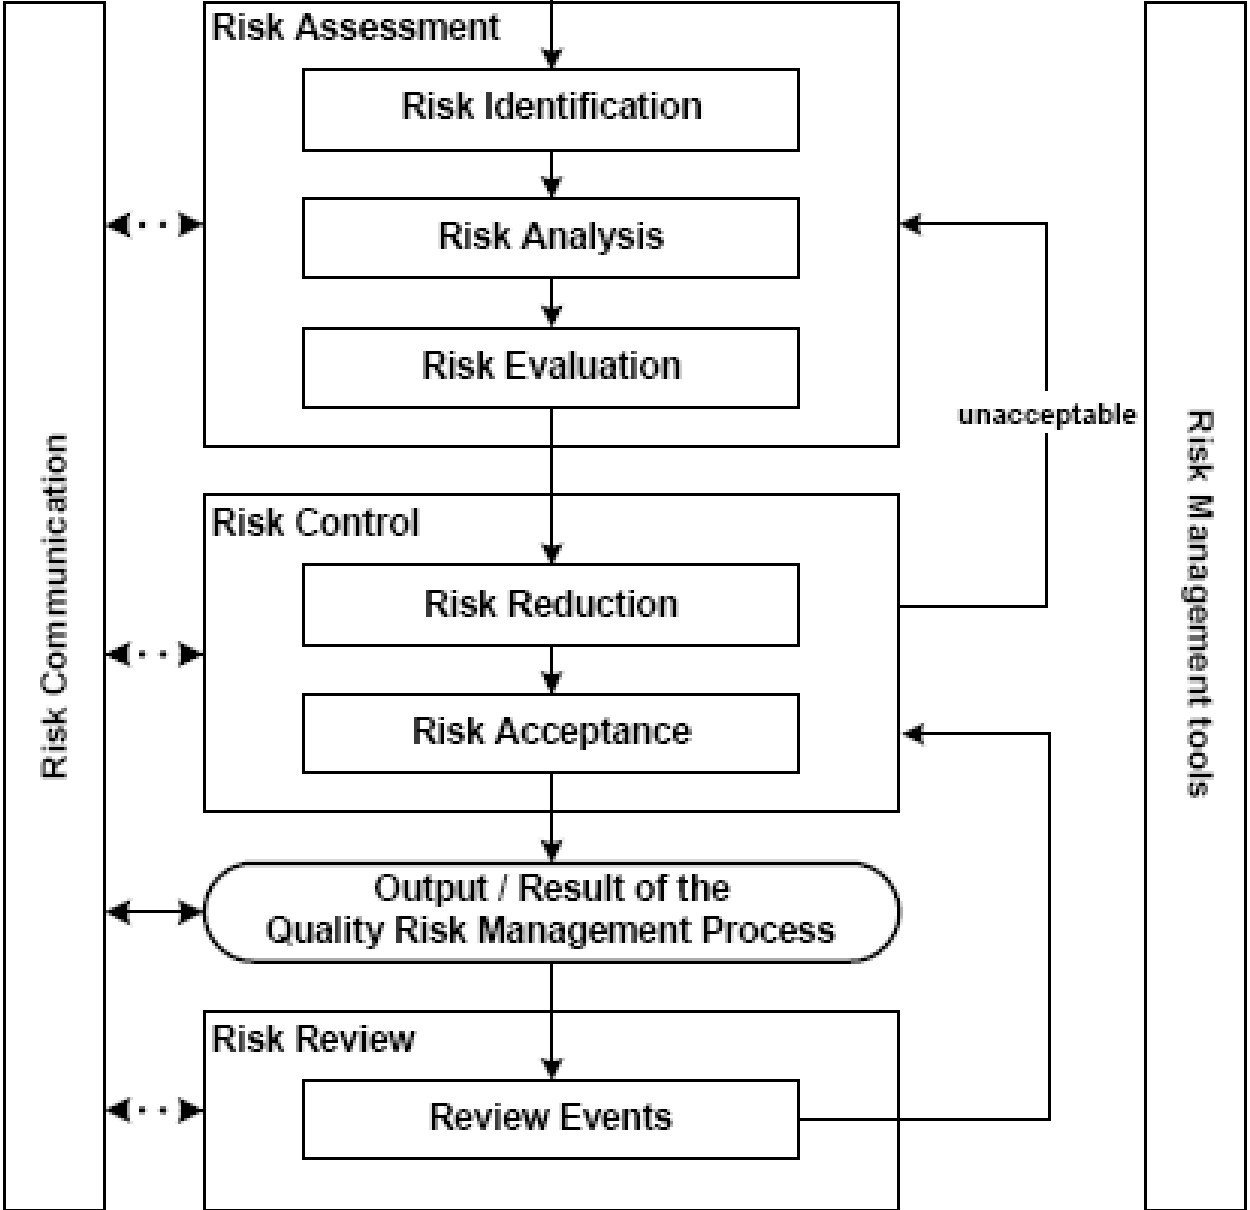 Risk Assessment
Risk Identification
Risk Analysis
Risk Evaluation
unacceptable
Risk Control
Risk Reduction
Risk Acceptance
Output / Result of the
Quality Risk Management Process
Risk Review
Review Events
Risk Communication
Risk Management tools